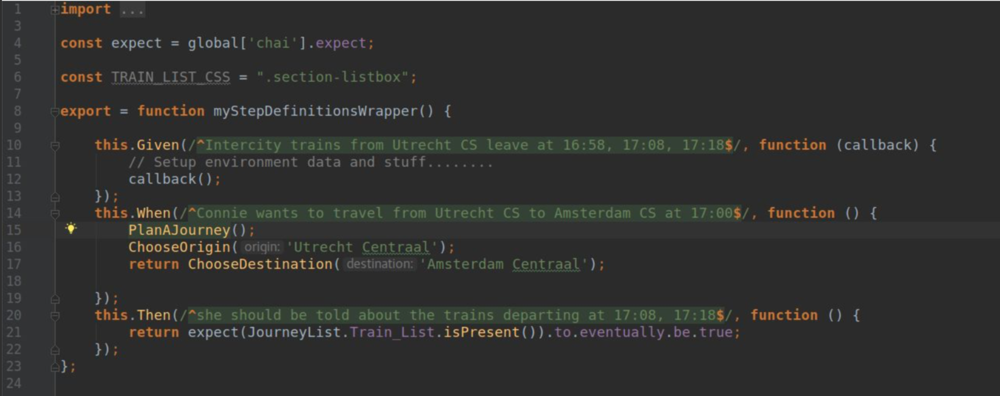 1 import ...
3
4 const expect = global['chai'].expect;
5
6 const TRAIN_LIST_CSS = ".section-listbox";
7
8 export = function myStepDefinitionsWrapper() {
9
10 this.Given(/^Intercity trains from Utrecht CS leave at 16:58, 17:08, 17:18$/, function (callback) {
11 // Setup environment data and stuff........
12 callback();
13 });
14 this.When(/^Connie wants to travel from Utrecht CS to Amsterdam CS at 17:00$/, function () {
15 PlanAJourney();
16 ChooseOrigin( origin: 'Utrecht Centraal');
17 return ChooseDestination( destination: 'Amsterdam Centraal');
18
19 });
20 this.Then(/^she should be told about the trains departing at 17:08, 17:18$/, function () {
21 return expect(JourneyList.Train_List.isPresent()).to.eventually.be.true;
22 });
23 };
24